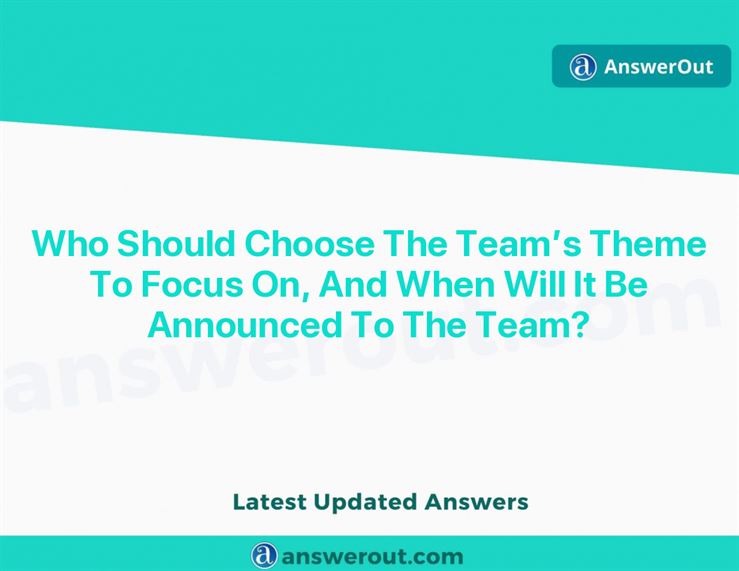 AnswerOut
Who Should Choose The Team’s Theme
To Focus On, And When Will It Be
Announced To The Team?
answerout.com
Latest Updated Answers
answerout.com